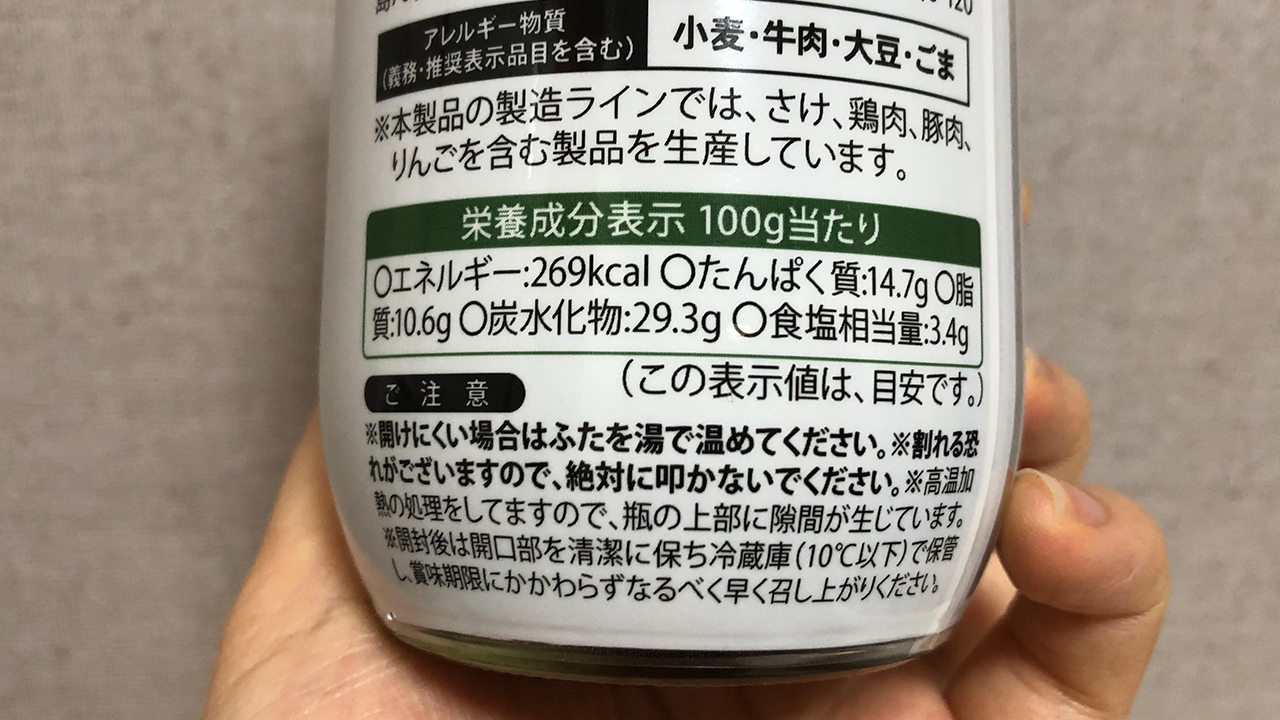 アレルギー物質
(義務・推奨表示品目を含む)
小麦・牛肉・大豆・ごま
※本製品の製造ラインでは、さけ、鶏肉、豚肉、
りんごを含む製品を生産しています。
栄養成分表示 100g当たり
〇エネルギー:269kcal 〇たんぱく質:14.7g 〇脂
質:10.6g 〇炭水化物:29.3g 〇食塩相当量:3.4g
(この表示値は、目安です。)
ご注意
※開けにくい場合はふたを湯で温めてください。※割れる恐
れがございますので、絶対に叩かないでください。※高温加
熱の処理をしてますので、瓶の上部に隙間が生じています。
※開封後は開口部を清潔に保ち冷蔵庫(10℃以下)で保管
し、賞味期限にかかわらずなるべく早く召し上がりください。